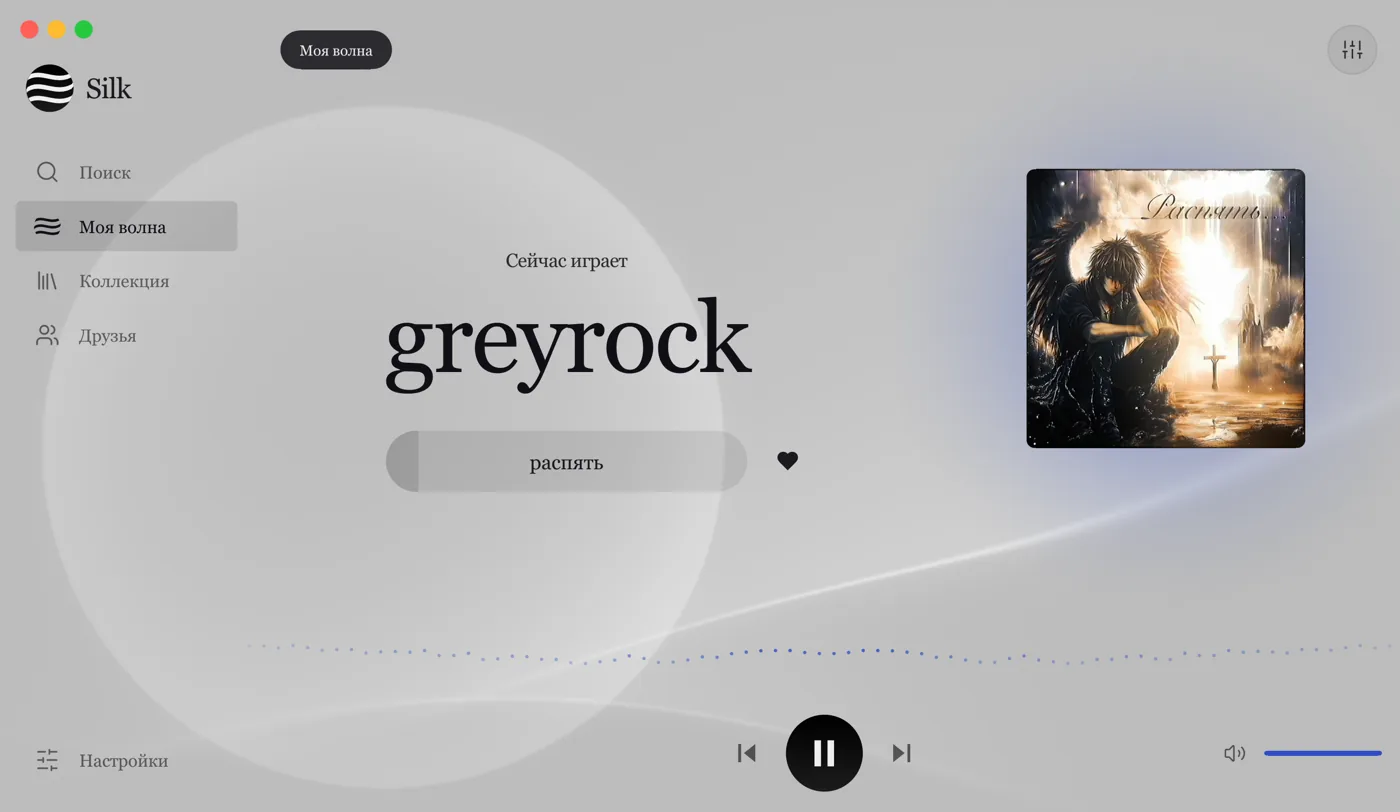 Моя волна
Silk
Поиск
Моя волна
Коллекция
Друзья
Настройки
Сейчас играет
greyrock
распять
Распять...